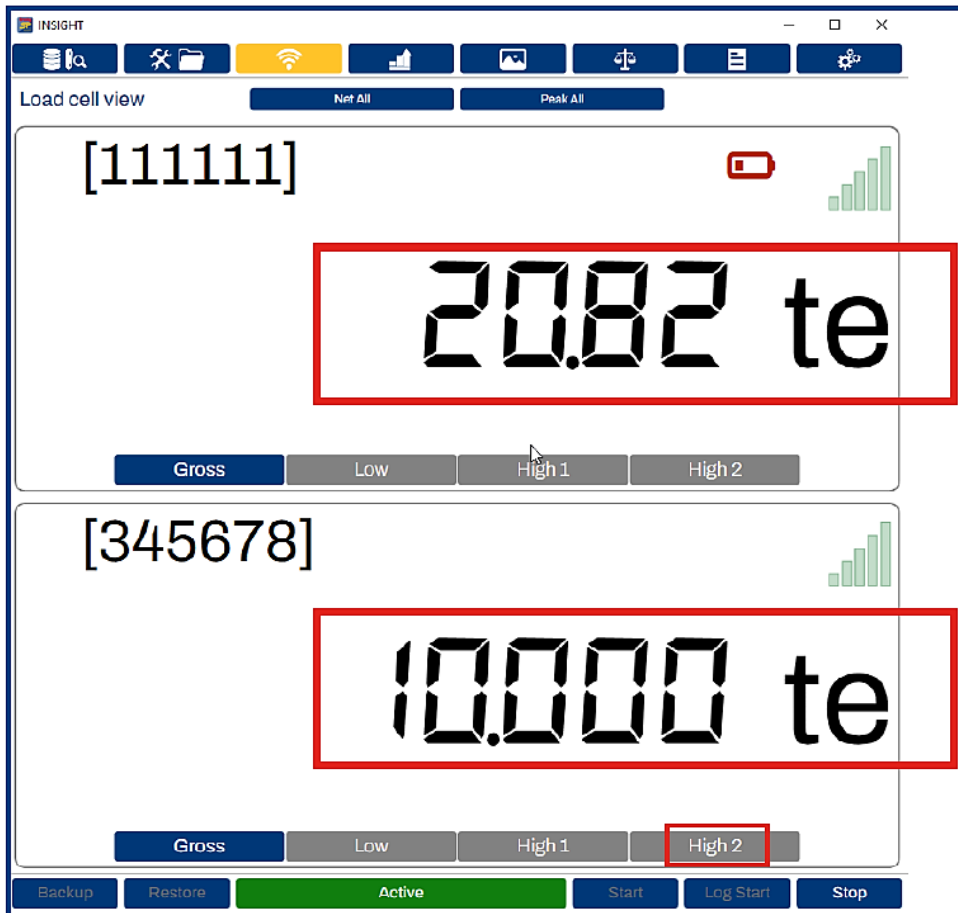 INSIGHT
Load cell view
Net All
Peak All
[111111]
20.82 te
Gross Low High 1 High 2
[345678]
10.000 te
Gross Low High 1 High 2
Backup Restore Active Start Log Start Stop